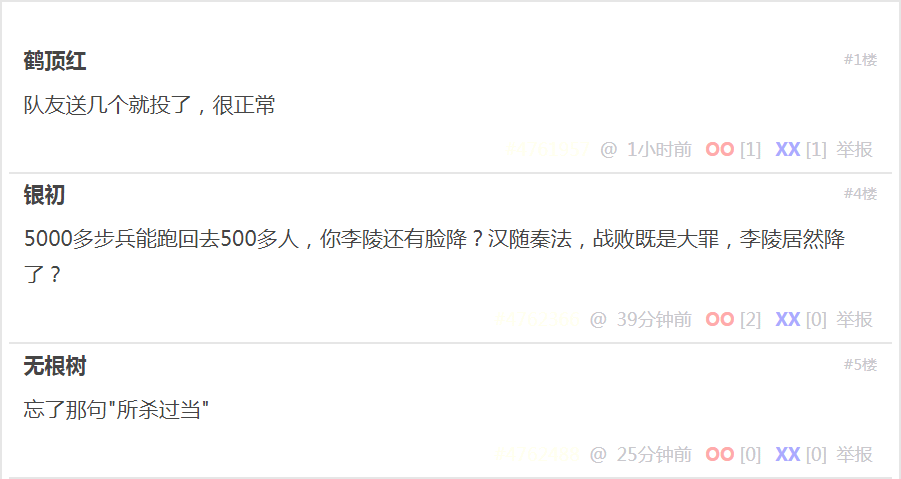 鹤顶红 #1楼
队友送几个就投了，很正常
@ 1小时前 OO [1] XX [1] 举报
银初 #4楼
5000多步兵能跑回去500多人，你李陵还有脸降？汉随秦法，战败既是大罪，李陵居然降
了？
@ 39分钟前 OO [2] XX [0] 举报
无根树 #5楼
忘了那句"所杀过当"
@ 25分钟前 OO [0] XX [0] 举报